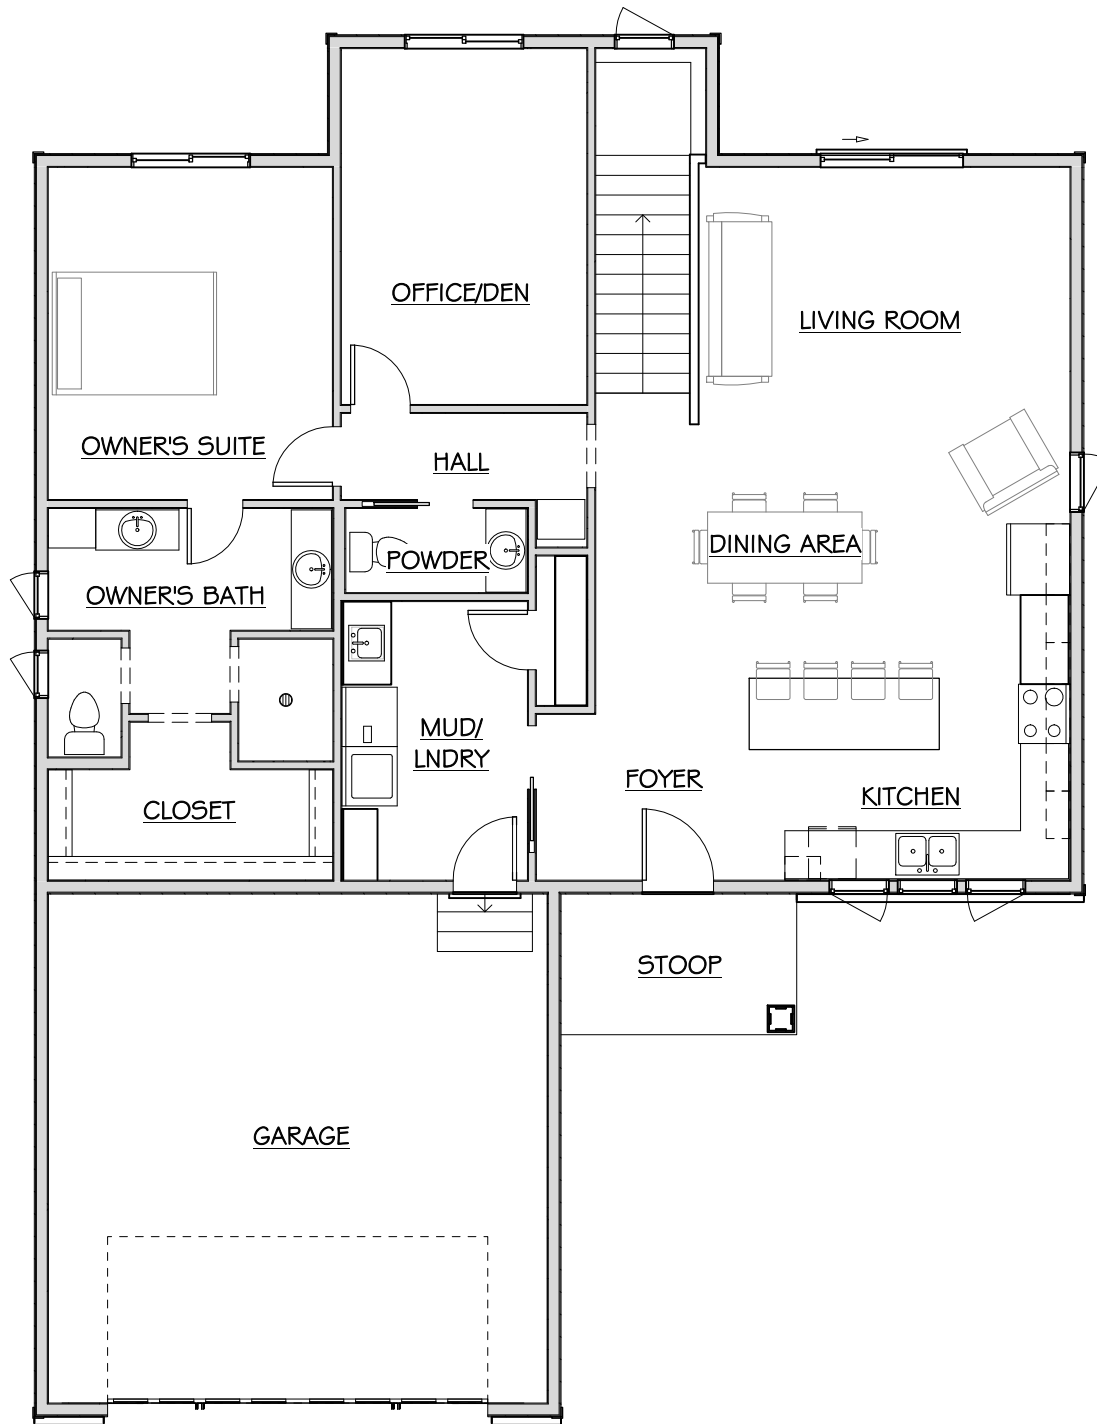 OFFICE/DEN
LIVING ROOM
OWNER'S SUITE
HALL
DINING AREA
POWDER
OWNER'S BATH
MUD/
LNDRY
FOYER
KITCHEN
CLOSET
STOOP
GARAGE